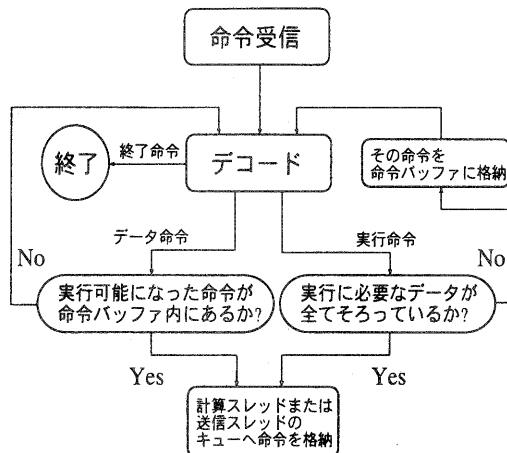 命令受信
終了
終了命令
デコード
その命令を
命令バッファに格納
データ命令
実行命令
No
No
実行可能になった命令が
命令バッファ内にあるか?
実行に必要なデータが
全てそろっているか?
Yes
Yes
計算スレッドまたは
送信スレッドの
キューへ命令を格納